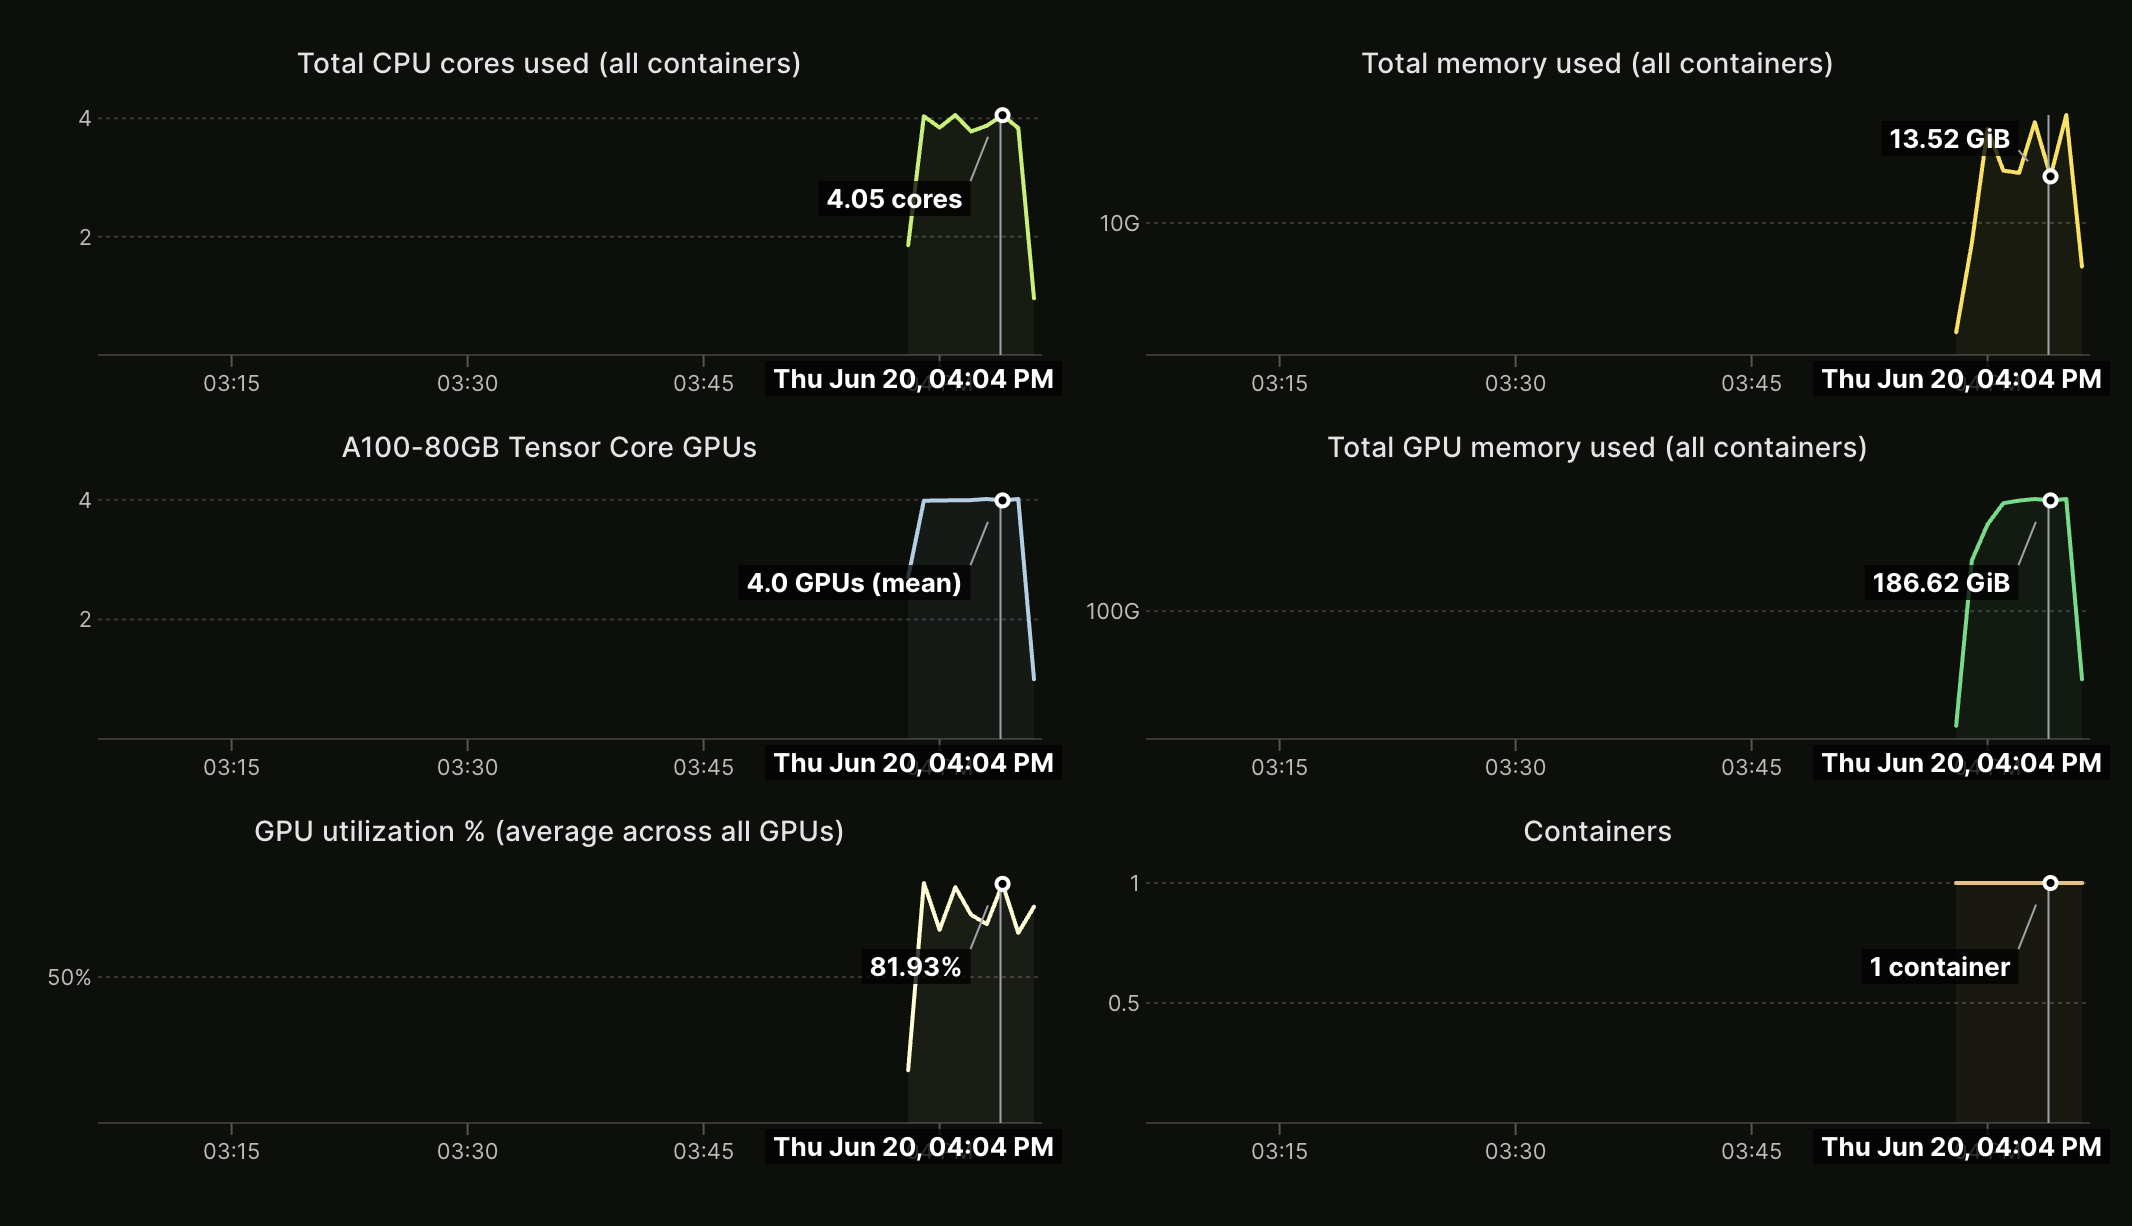 Total CPU cores used (all containers)
4
2
4.05 cores
03:15
03:30
03:45
Thu Jun 20, 04:04 PM
Total memory used (all containers)
10G
13.52 GiB
03:15
03:30
03:45
Thu Jun 20, 04:04 PM
A100-80GB Tensor Core GPUs
4
2
4.0 GPUs (mean)
03:15
03:30
03:45
Thu Jun 20, 04:04 PM
Total GPU memory used (all containers)
100G
186.62 GiB
03:15
03:30
03:45
Thu Jun 20, 04:04 PM
GPU utilization % (average across all GPUs)
50%
81.93%
03:15
03:30
03:45
Thu Jun 20, 04:04 PM
Containers
1
0.5
1 container
03:15
03:30
03:45
Thu Jun 20, 04:04 PM